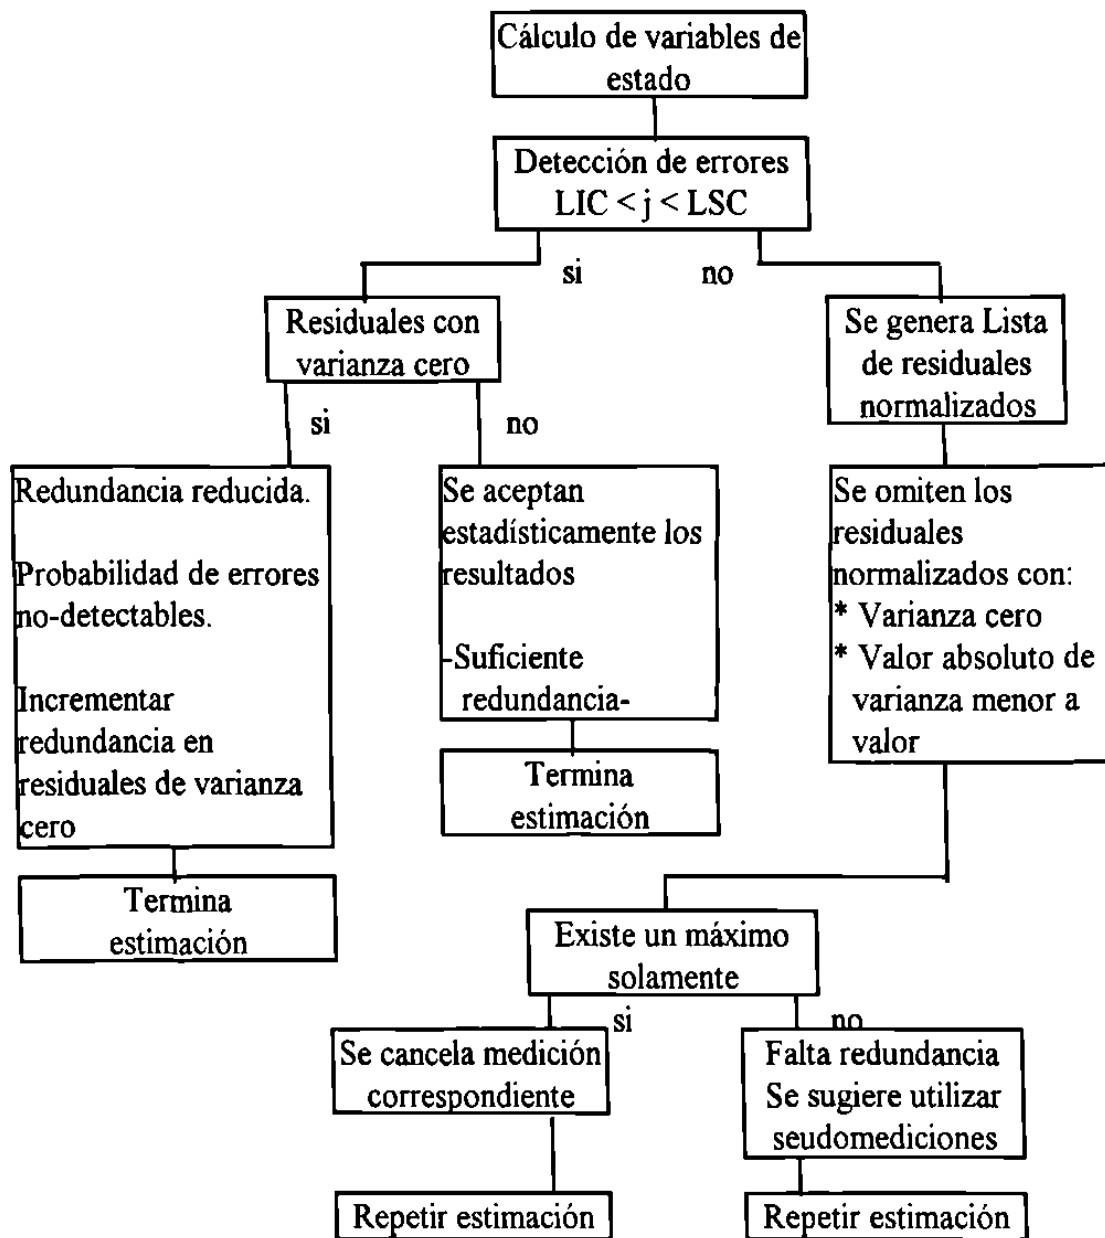 Cálculo de variables de
estado
Detección de errores
LIC < j < LSC
si
no
Residuales con
varianza cero
Se genera Lista
de residuales
normalizados
si
no
Redundancia reducida.
Probabilidad de errores
no-detectables.
Incrementar
redundancia en
residuales de varianza
cero
Se aceptan
estadísticamente los
resultados
-Suficiente
redundancia-
Se omiten los
residuales
normalizados con:
* Varianza cero
* Valor absoluto de
varianza menor a
valor
Termina
estimación
Termina
estimación
Existe un máximo
solamente
si
no
Se cancela medición
correspondiente
Falta redundancia
Se sugiere utilizar
seudomediciones
Repetir estimación
Repetir estimación